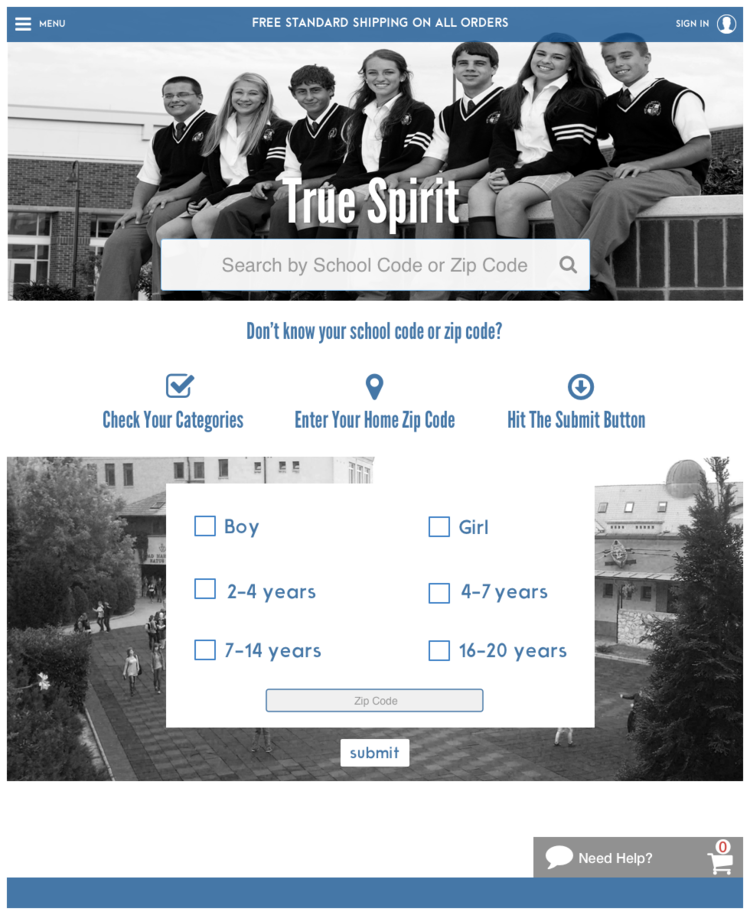 MENU
FREE STANDARD SHIPPING ON ALL ORDERS
SIGN IN
True Spirit
Search by School Code or Zip Code
Don't know your school code or zip code?
Check Your Categories
Enter Your Home Zip Code
Hit The Submit Button
Boy
Girl
2-4 years
4-7 years
7-14 years
16-20 years
Zip Code
submit
Need Help?
0